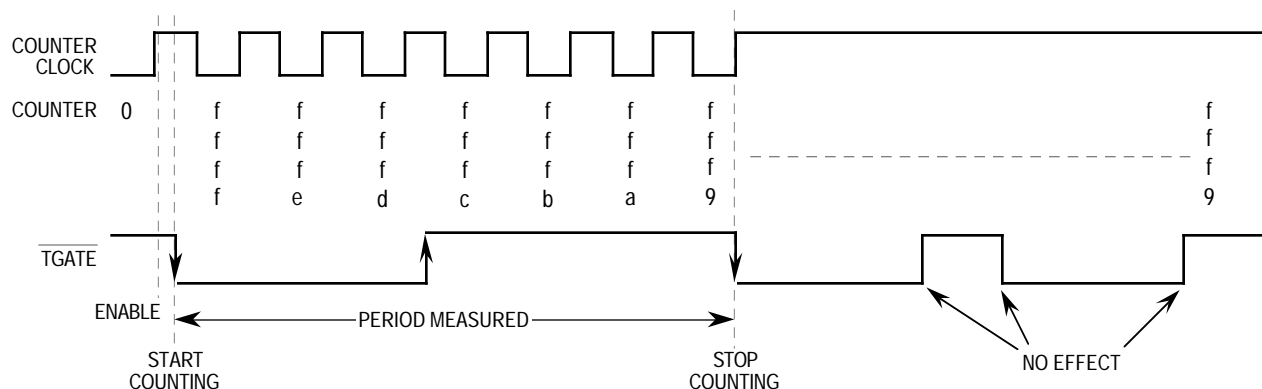 COUNTER
CLOCK
COUNTER 0 f f f f f f f f
f f f f f f f f
f f f f f f f f
f e d c b a 9 9
TGATE
ENABLE
PERIOD MEASURED
START
COUNTING
STOP
COUNTING
NO EFFECT